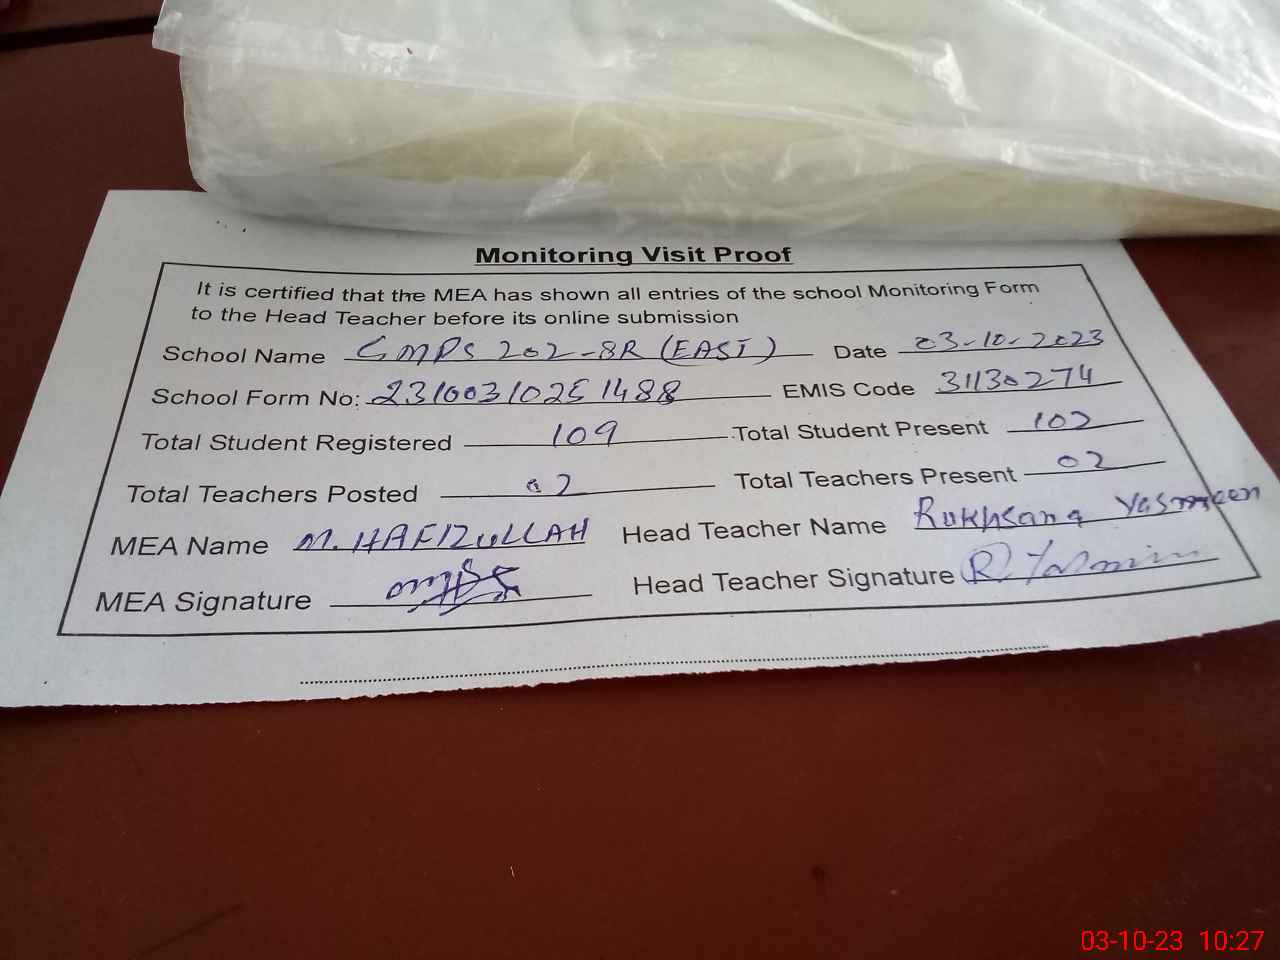 Monitoring Visit Proof
It is certified that the MEA has shown all entries of the school Monitoring Form
to the Head Teacher before its online submission
School Name GMPS 202-8R (EAST) Date 03-10-2023
School Form No: 2310031025 1488 EMIS Code 31130274
Total Student Registered 109 Total Student Present 102
Total Teachers Posted 02 Total Teachers Present 02
MEA Name M. HAFIZULLAH Head Teacher Name Rukhsana Yasmeen
MEA Signature Head Teacher Signature R. Yasmin
03-10-23 10:27